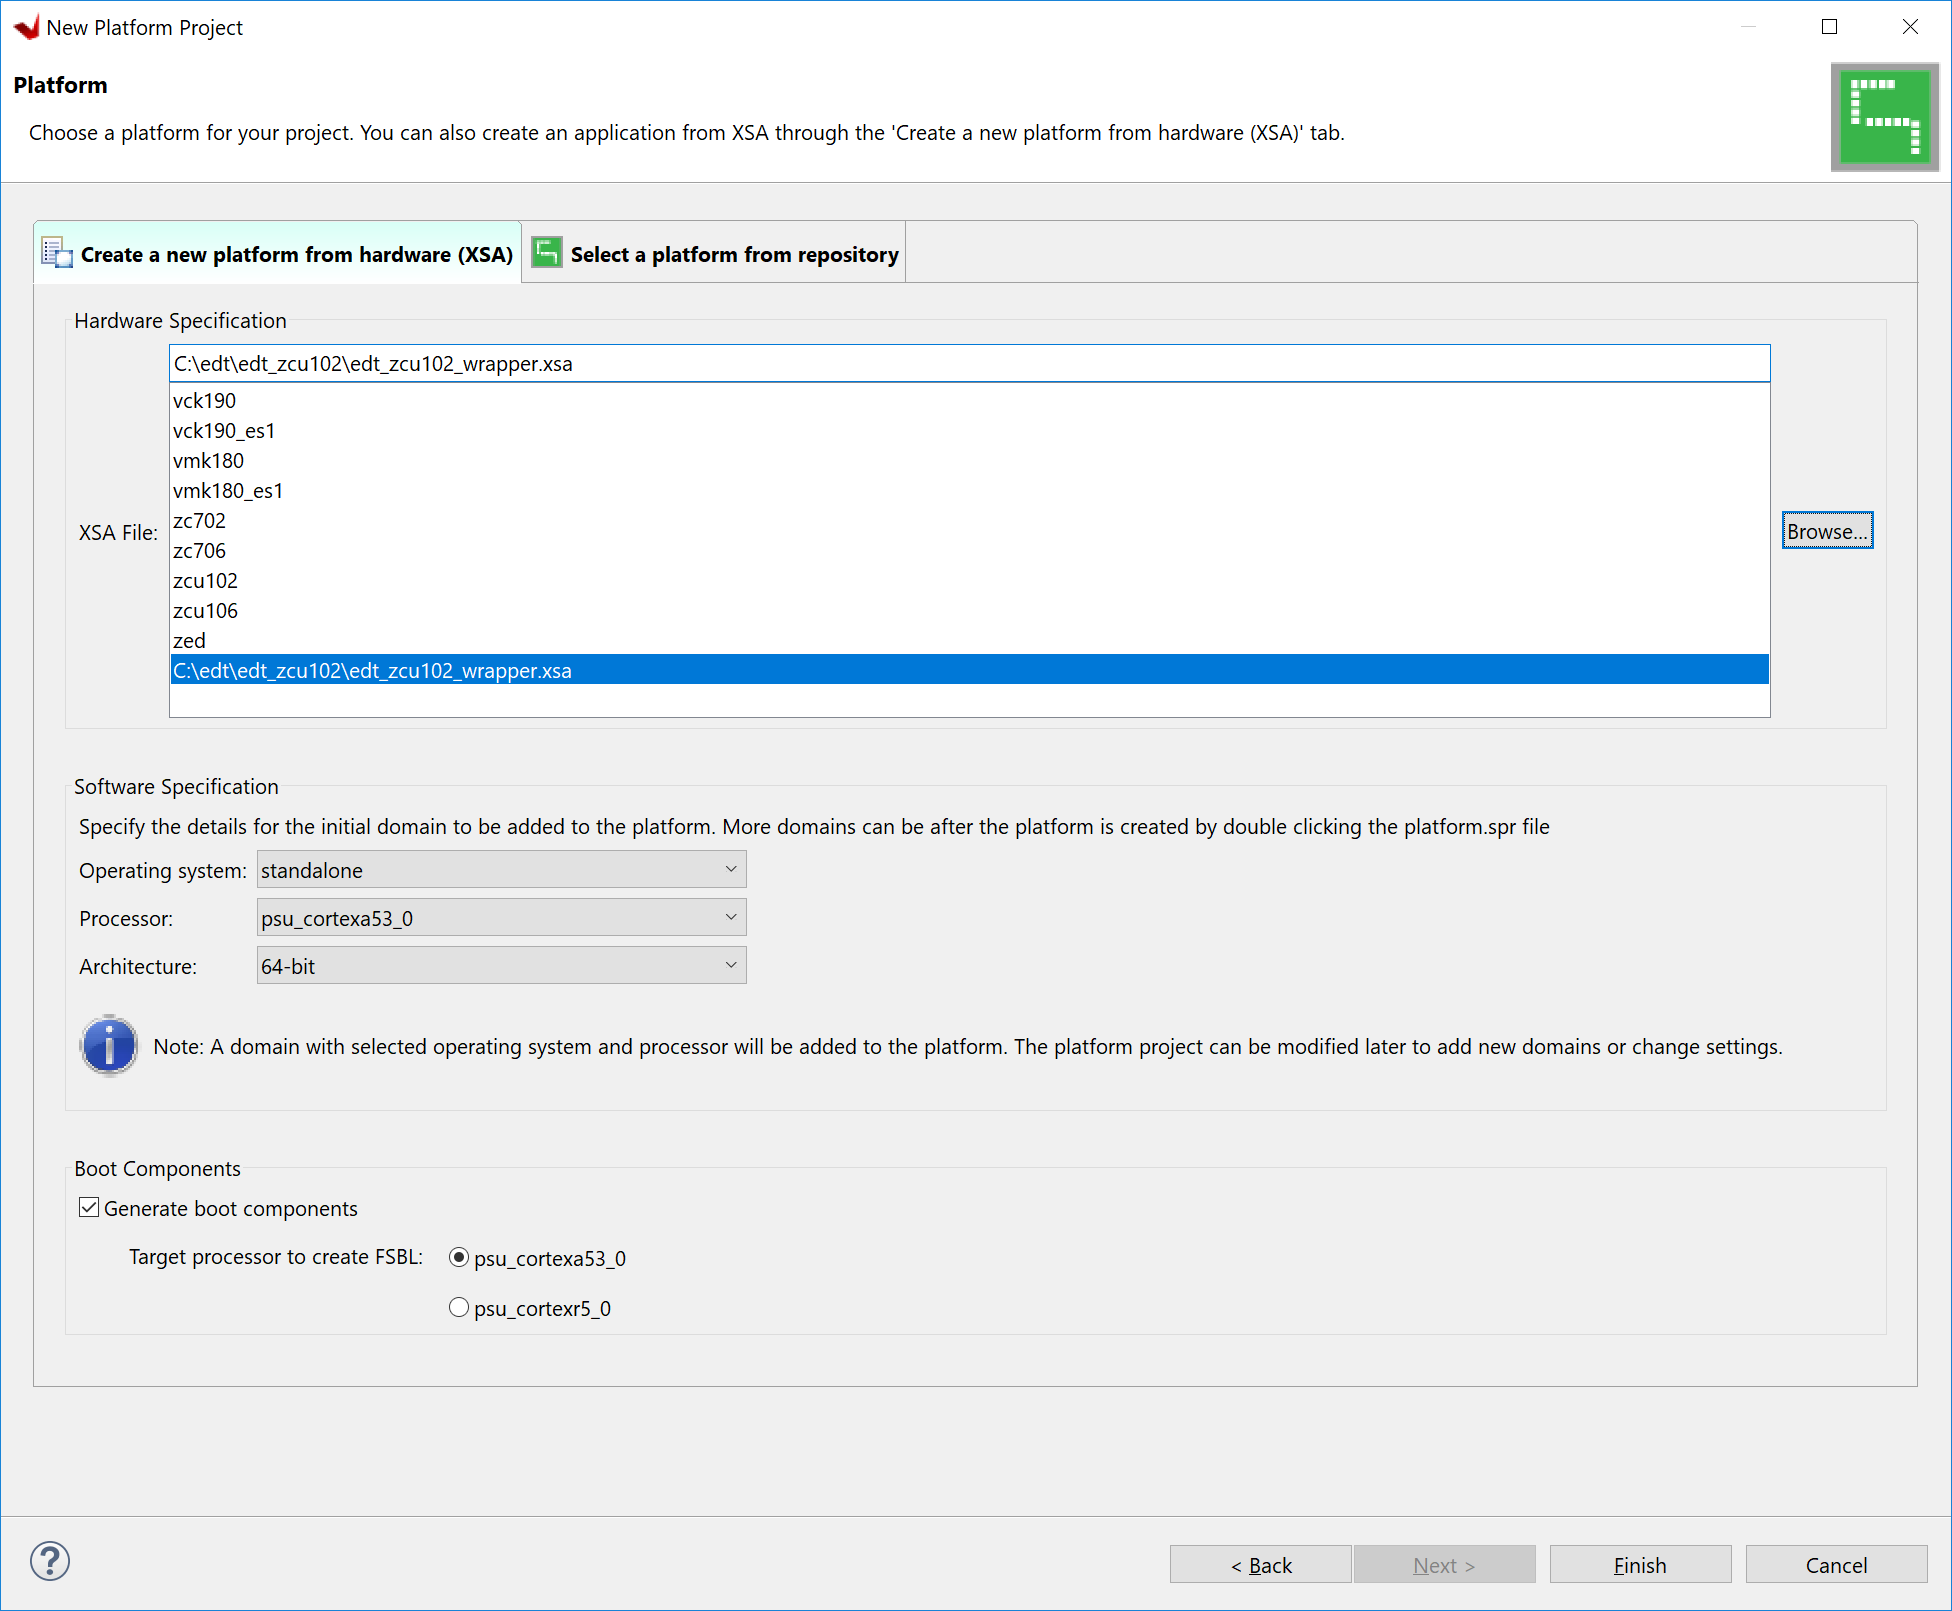 New Platform Project
Platform
Choose a platform for your project. You can also create an application from XSA through the 'Create a new platform from hardware (XSA)' tab.
Create a new platform from hardware (XSA)
Select a platform from repository
Hardware Specification
XSA File:
C:\edt\edt_zcu102\edt_zcu102_wrapper.xsa
vck190
vck190_es1
vmk180
vmk180_es1
zc702
zc706
zcu102
zcu106
zed
C:\edt\edt_zcu102\edt_zcu102_wrapper.xsa
Browse...
Software Specification
Specify the details for the initial domain to be added to the platform. More domains can be after the platform is created by double clicking the platform.spr file
Operating system: standalone
Processor: psu_cortexa53_0
Architecture: 64-bit
Note: A domain with selected operating system and processor will be added to the platform. The platform project can be modified later to add new domains or change settings.
Boot Components
Generate boot components
Target processor to create FSBL: psu_cortexa53_0
psu_cortexr5_0
< Back
Next >
Finish
Cancel